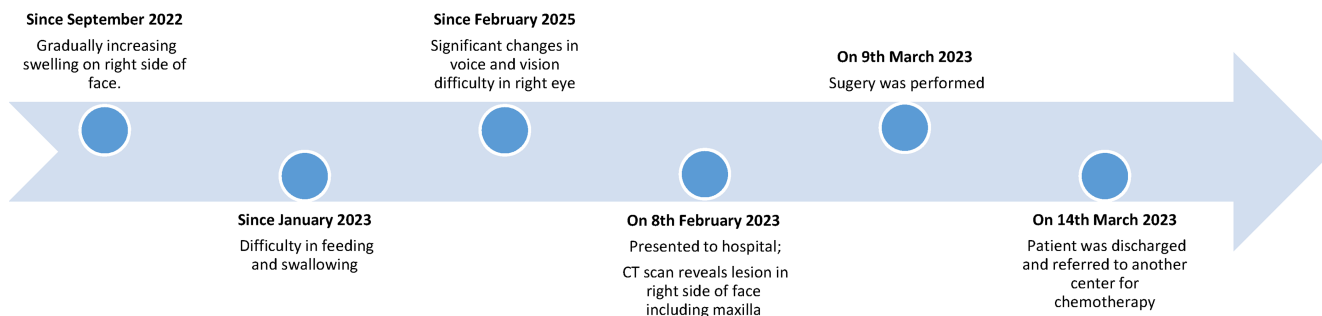 Since September 2022
Gradually increasing
swelling on right side of
face.
Since January 2023
Difficulty in feeding
and swallowing
Since February 2025
Significant changes in
voice and vision
difficulty in right eye
On 8th February 2023
Presented to hospital;
CT scan reveals lesion in
right side of face
including maxilla
On 9th March 2023
Sugery was performed
On 14th March 2023
Patient was discharged
and referred to another
center for
chemotherapy